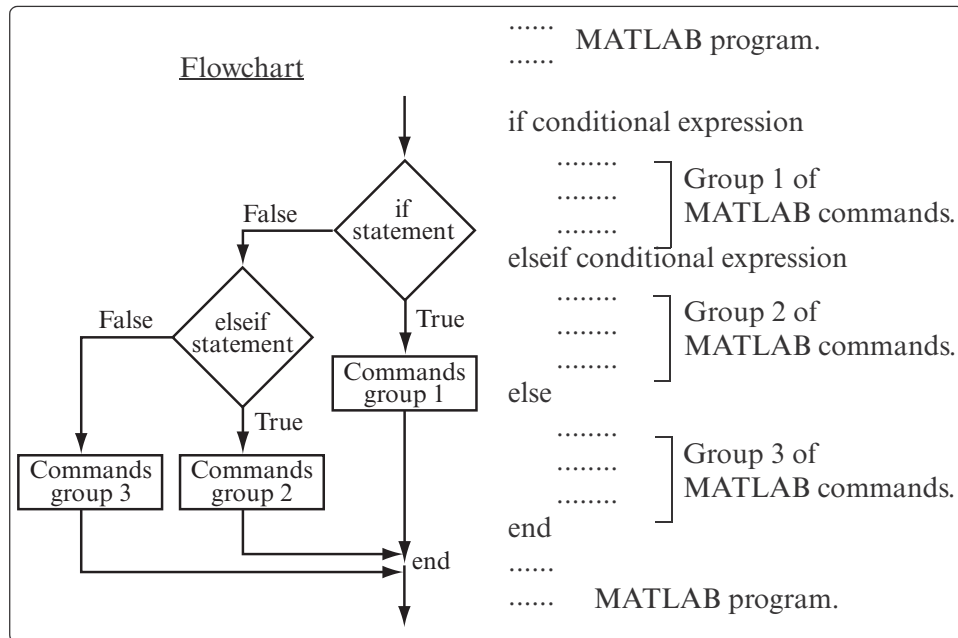 Flowchart
False
if
statement
False
elseif
statement
True
Commands
group 1
True
Commands
group 3
Commands
group 2
end
...... MATLAB program.
......
if conditional expression
........
........ Group 1 of
........ MATLAB commands.
elseif conditional expression
........
........ Group 2 of
........ MATLAB commands.
else
........
........ Group 3 of
........ MATLAB commands.
end
......
...... MATLAB program.